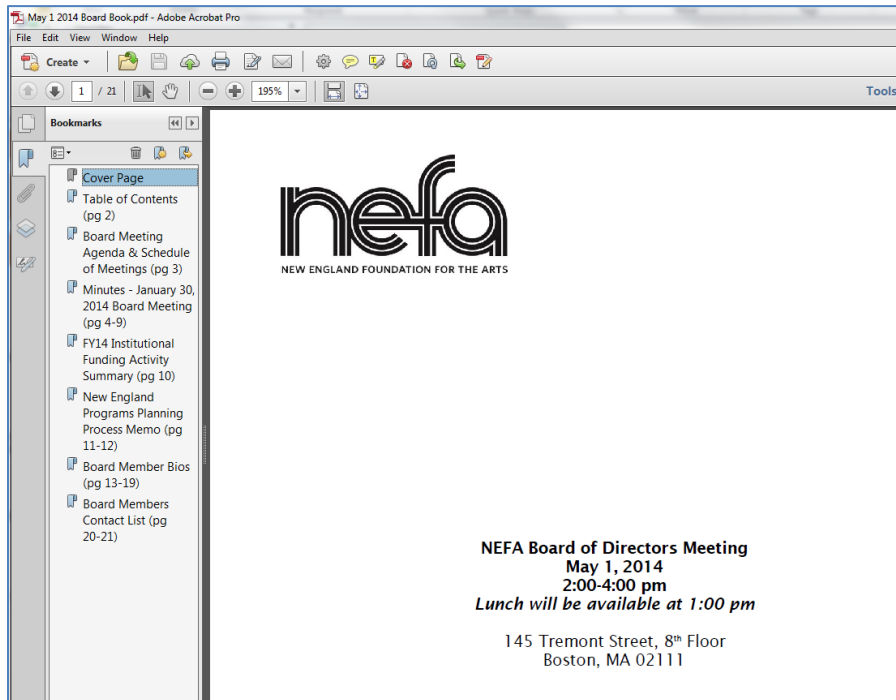 May 1 2014 Board Book.pdf - Adobe Acrobat Pro
File Edit View Window Help
Create
1 / 21 195% Tools
Bookmarks
Cover Page
Table of Contents
(pg 2)
Board Meeting
Agenda & Schedule
of Meetings (pg 3)
Minutes - January 30,
2014 Board Meeting
(pg 4-9)
FY14 Institutional
Funding Activity
Summary (pg 10)
New England
Programs Planning
Process Memo (pg
11-12)
Board Member Bios
(pg 13-19)
Board Members
Contact List (pg
20-21)
nefa
NEW ENGLAND FOUNDATION FOR THE ARTS
NEFA Board of Directors Meeting
May 1, 2014
2:00-4:00 pm
Lunch will be available at 1:00 pm
145 Tremont Street, 8th Floor
Boston, MA 02111